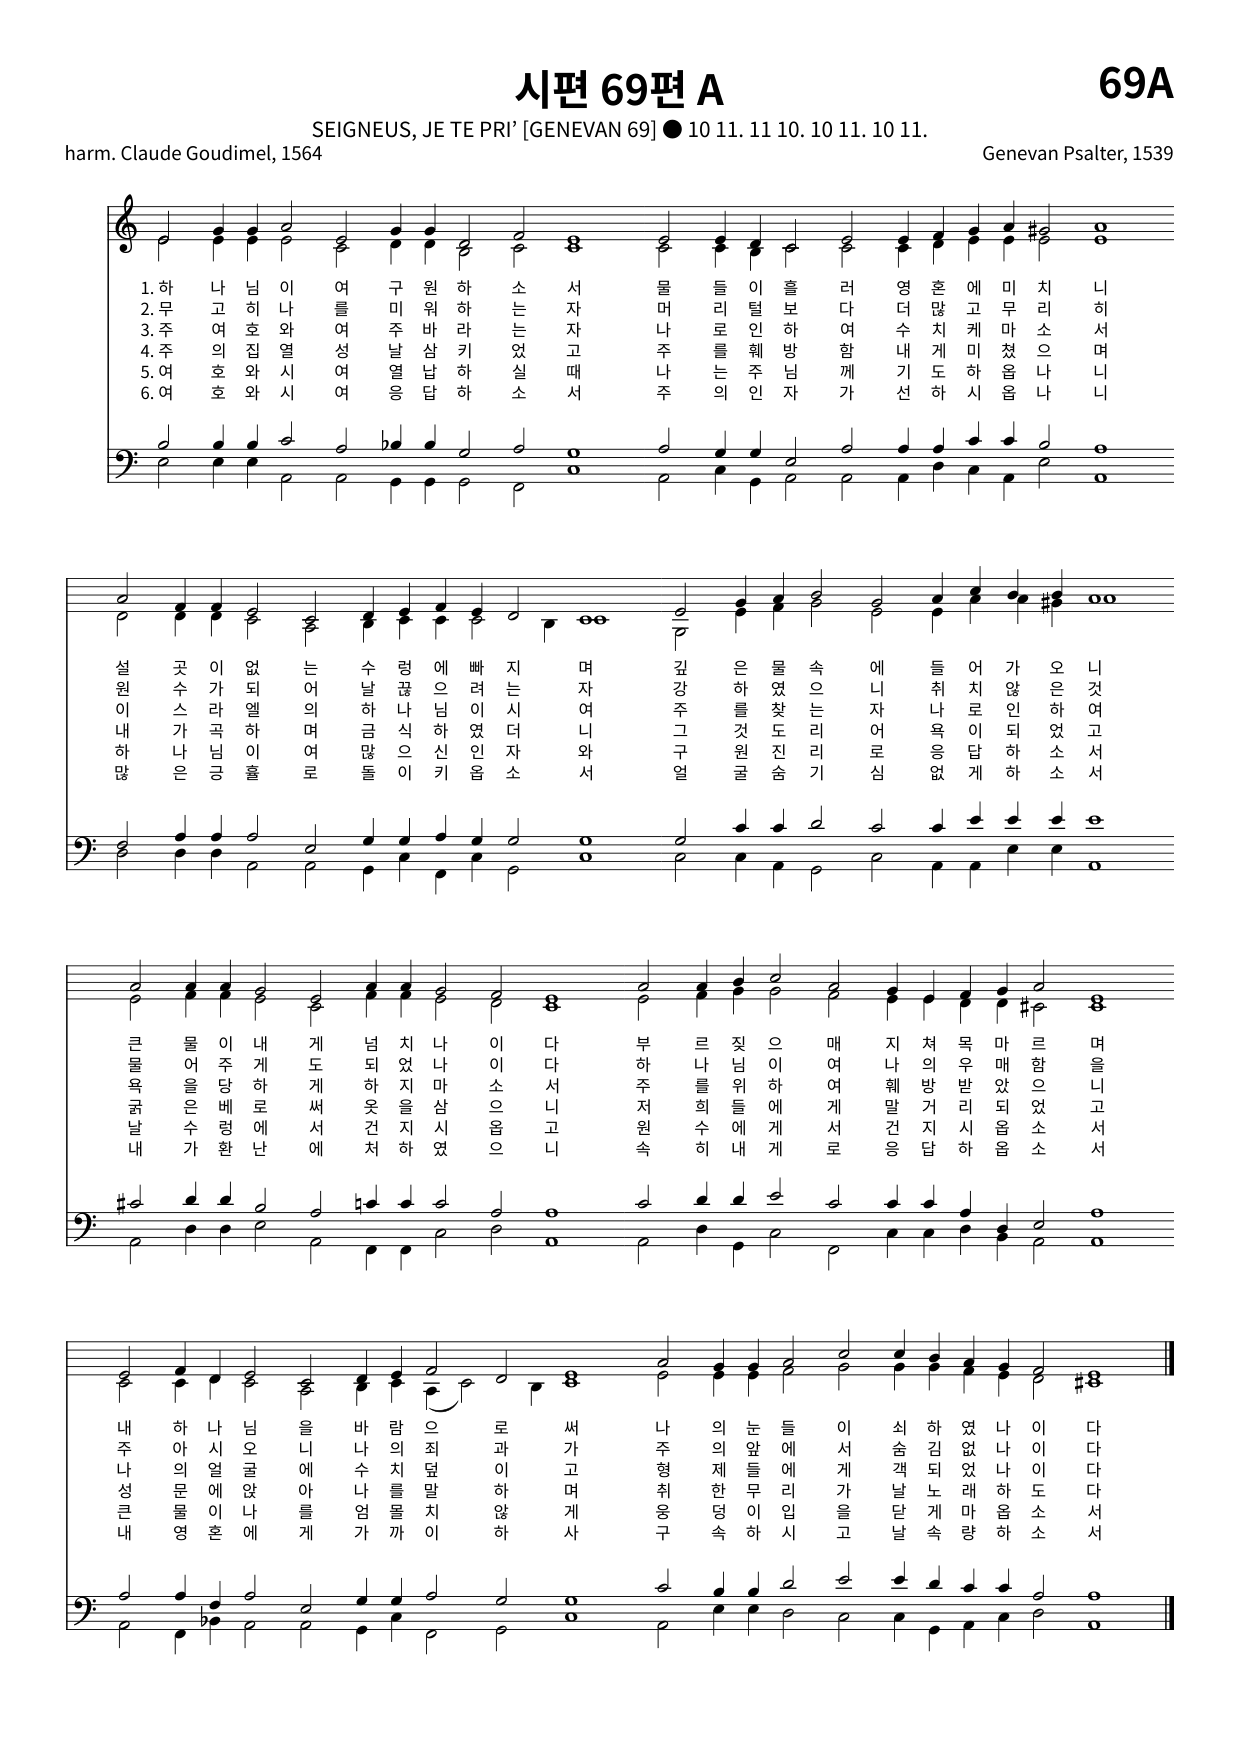 시편 69편 A
69A
SEIGNEUS, JE TE PRI’ [GENEVAN 69] ● 10 11. 11 10. 10 11. 10 11.
harm. Claude Goudimel, 1564
Genevan Psalter, 1539
1. 하 나 님 이 여 구 원 하 소 서 물 들 이 흘 러 영 혼 에 미 치 니
2. 무 고 히 나 를 미 워 하 는 자 머 리 털 보 다 더 많 고 무 리 히
3. 주 여 호 와 여 주 바 라 는 자 나 로 인 하 여 수 치 케 마 소 서
4. 주 의 집 열 성 날 삼 키 었 고 주 를 훼 방 함 내 게 미 쳤 으 며
5. 여 호 와 시 여 열 납 하 실 때 나 는 주 님 께 기 도 하 옵 나 니
6. 여 호 와 시 여 응 답 하 소 서 주 의 인 자 가 선 하 시 옵 나 니
설 곳 이 없 는 수 렁 에 빠 지 며 깊 은 물 속 에 들 어 가 오 니
원 수 가 되 어 날 끊 으 려 는 자 강 하 였 으 니 취 치 않 은 것
이 스 라 엘 의 하 나 님 이 시 여 주 를 찾 는 자 나 로 인 하 여
내 가 곡 하 며 금 식 하 였 더 니 그 것 도 리 어 욕 이 되 었 고
하 나 님 이 여 많 으 신 인 자 와 구 원 진 리 로 응 답 하 소 서
많 은 긍 휼 로 돌 이 키 옵 소 서 얼 굴 숨 기 심 없 게 하 소 서
큰 물 이 내 게 넘 치 나 이 다 부 르 짖 으 매 지 쳐 목 마 르 며
물 어 주 게 도 되 었 나 이 다 하 나 님 이 여 나 의 우 매 함 을
욕 을 당 하 게 하 지 마 소 서 주 를 위 하 여 훼 방 받 았 으 니
굵 은 베 로 써 옷 을 삼 으 니 저 희 들 에 게 말 거 리 되 었 고
날 수 렁 에 서 건 지 시 옵 고 원 수 에 게 서 건 지 시 옵 소 서
내 가 환 난 에 처 하 였 으 니 속 히 내 게 로 응 답 하 옵 소 서
내 하 나 님 을 바 람 으 로 써 나 의 눈 들 이 쇠 하 였 나 이 다
주 아 시 오 니 나 의 죄 과 가 주 의 앞 에 서 숨 김 없 나 이 다
나 의 얼 굴 에 수 치 덮 이 고 형 제 들 에 게 객 되 었 나 이 다
성 문 에 앉 아 나 를 말 하 며 취 한 무 리 가 날 노 래 하 도 다
큰 물 이 나 를 엄 몰 치 않 게 웅 덩 이 입 을 닫 게 마 옵 소 서
내 영 혼 에 게 가 까 이 하 사 구 속 하 시 고 날 속 량 하 소 서